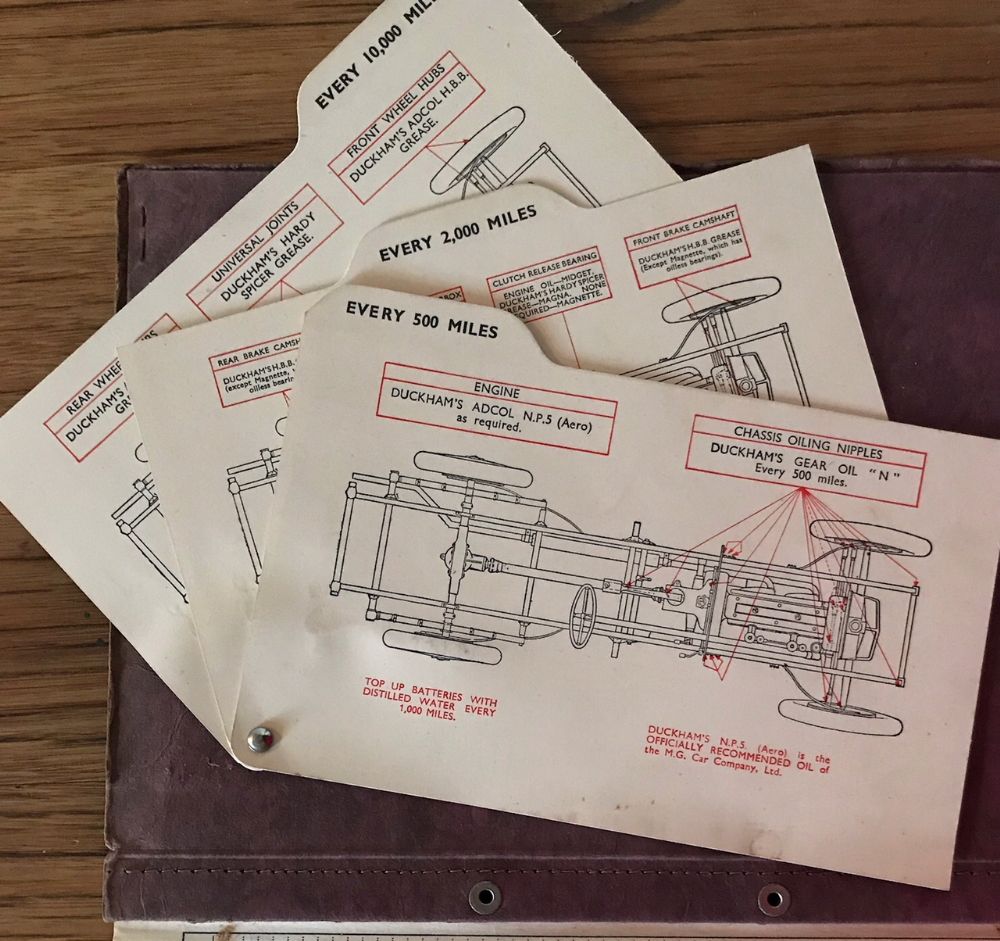 EVERY 10,000
FRONT WHEEL HUBS
DUCKHAM'S ADCOL H.B.B.
GREASE.
UNIVERSAL JOINTS
DUCKHAM'S HARDY
SPICER GREASE.
REAR
DUCKHAM'S
EVERY 2,000 MILES
FRONT BRAKE CAMSHAFT
DUCKHAM'S H.B.B. GREASE
(Except Magnette, which has
oilless bearings).
CLUTCH RELEASE BEARING
ENGINE OIL—MIDGET,
DUCKHAM'S HARDY SPICER
GREASE—MAGNA. NONE
REQUIRED—MAGNETTE.
REAR BRAKE
DUCKHAM'S H.B.B.
(except Magnette,
oilless
EVERY 500 MILES
ENGINE
DUCKHAM'S ADCOL N.P.5 (Aero)
as required.
CHASSIS OILING NIPPLES
DUCKHAM'S GEAR OIL "N"
Every 500 miles.
TOP UP BATTERIES WITH
DISTILLED WATER EVERY
1,000 MILES.
DUCKHAM'S N.P.5. (Aero) is the
OFFICIALLY RECOMMENDED OIL of
the M.G. Car Company, Ltd.